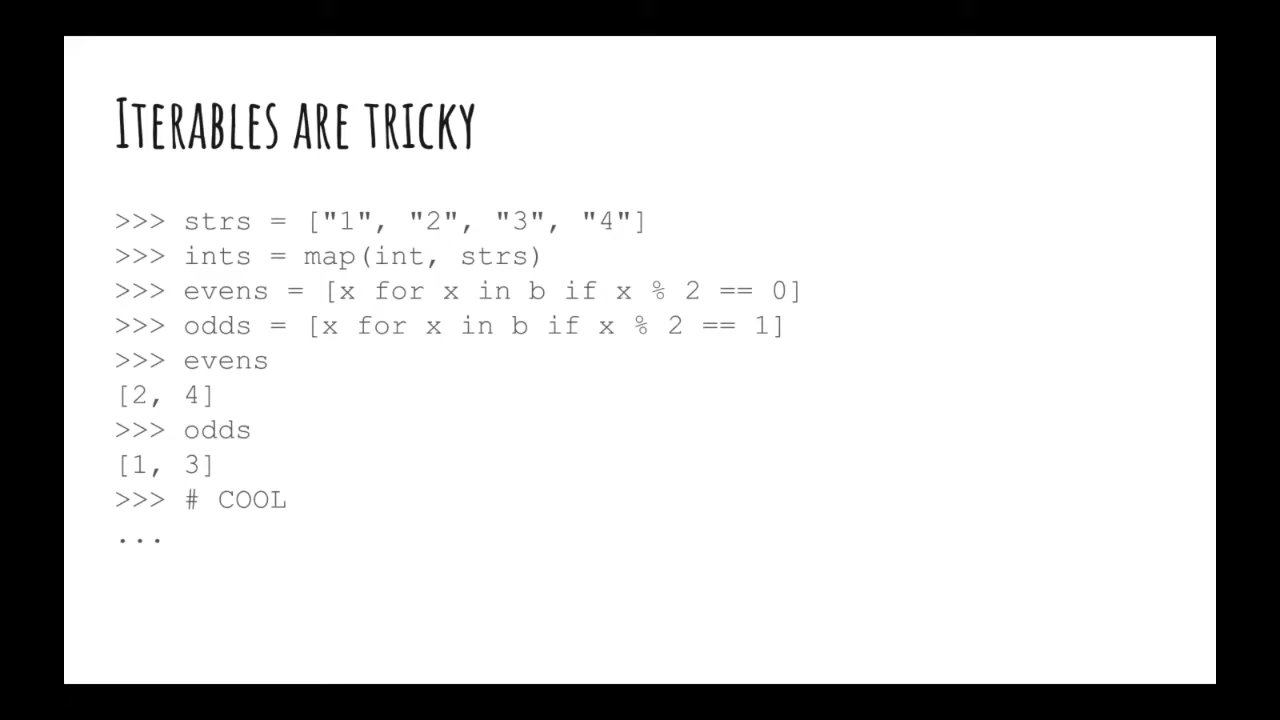 ITERABLES ARE TRICKY
>>> strs = ["1", "2", "3", "4"]
>>> ints = map(int, strs)
>>> evens = [x for x in b if x % 2 == 0]
>>> odds = [x for x in b if x % 2 == 1]
>>> evens
[2, 4]
>>> odds
[1, 3]
>>> # COOL
...